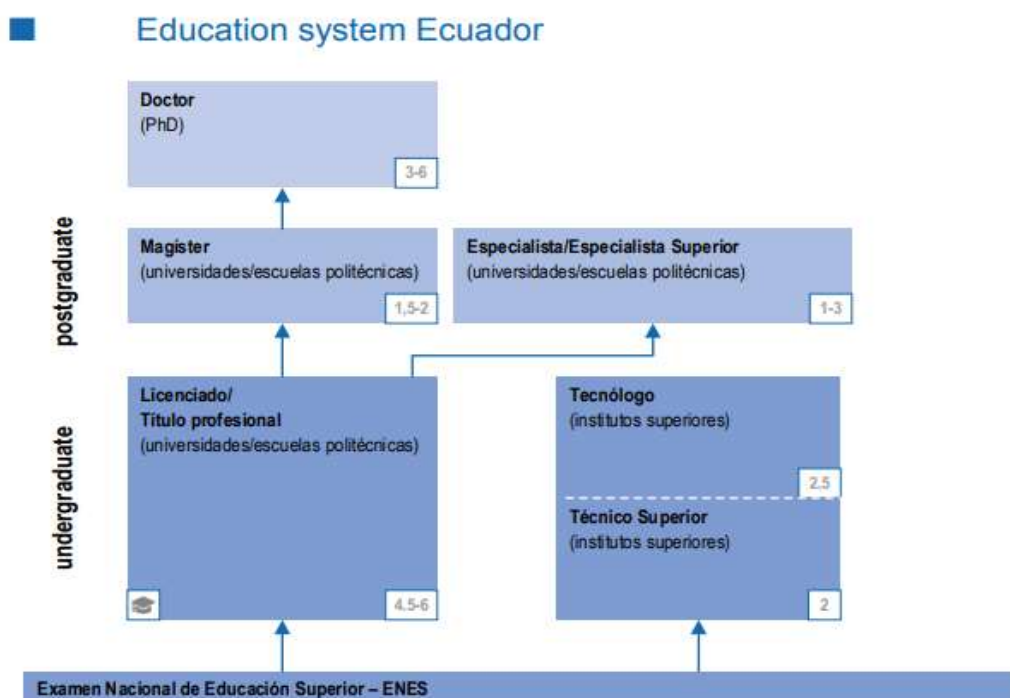 Education system Ecuador
Doctor
(PhD)
3-6
postgraduate
Magíster
(universidades/escuelas politécnicas)
1,5-2
Especialista/Especialista Superior
(universidades/escuelas politécnicas)
1-3
undergraduate
Licenciado/
Título profesional
(universidades/escuelas politécnicas)
4.5-6
Tecnólogo
(institutos superiores)
2.5
Técnico Superior
(institutos superiores)
2
Examen Nacional de Educación Superior – ENES